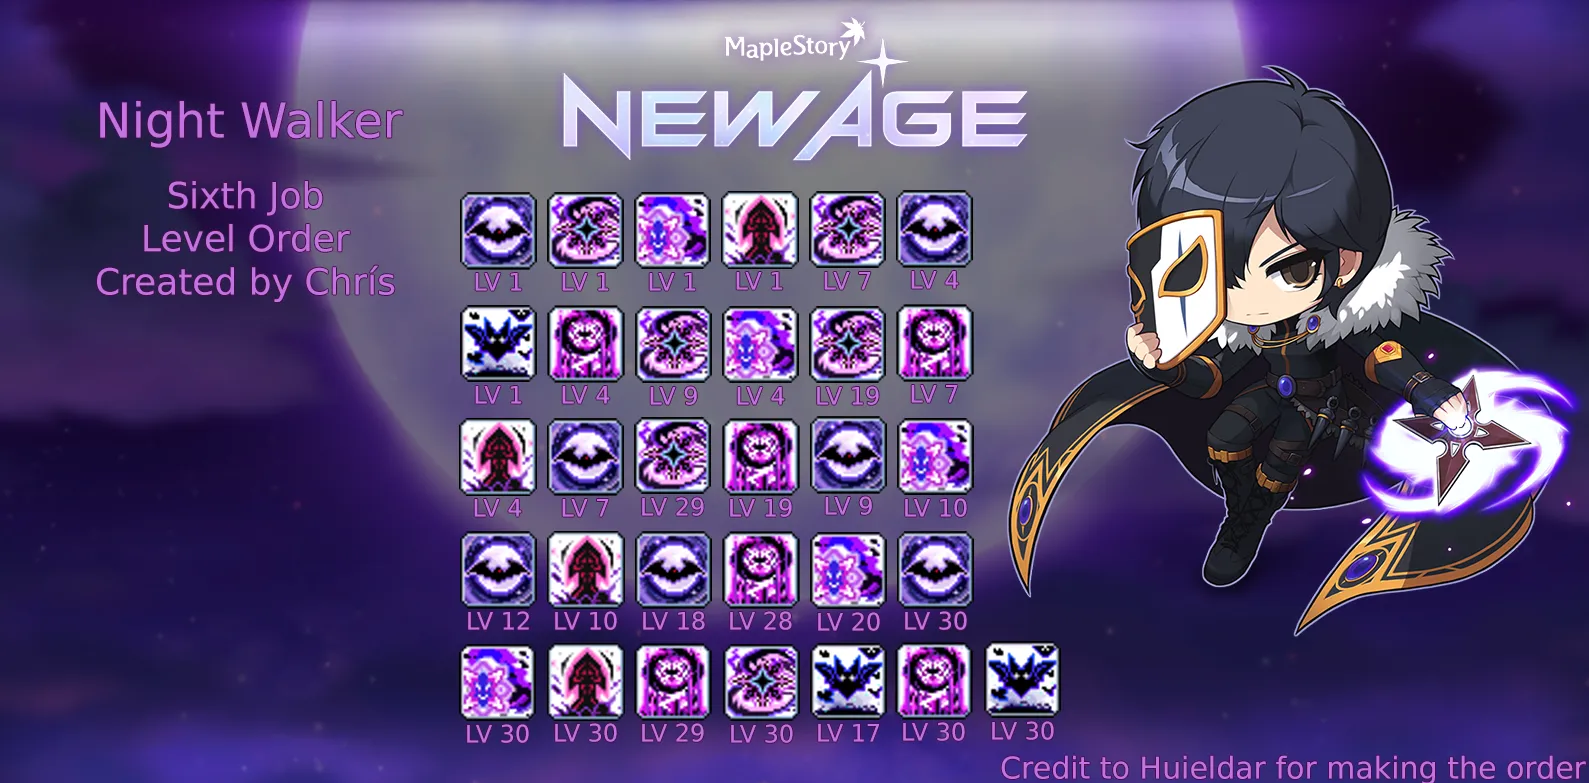 MapleStory
NEW AGE
Night Walker
Sixth Job
Level Order
Created by Chrís
LV 1 LV 1 LV 1 LV 1 LV 7 LV 4
LV 1 LV 4 LV 9 LV 4 LV 19 LV 7
LV 4 LV 7 LV 29 LV 19 LV 9 LV 10
LV 12 LV 10 LV 18 LV 28 LV 20 LV 30
LV 30 LV 30 LV 29 LV 30 LV 17 LV 30 LV 30
Credit to Huieldar for making the order